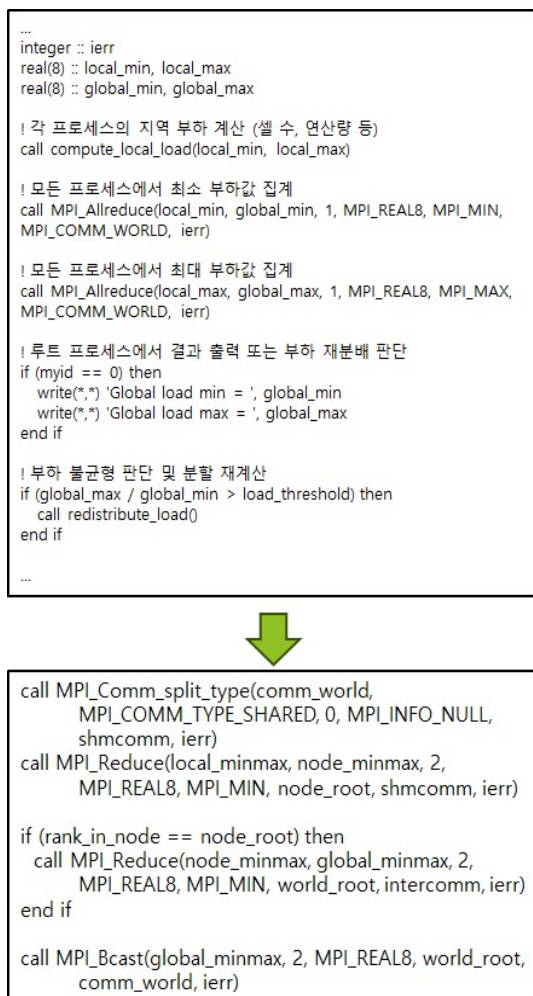 ...
integer :: ierr
real(8) :: local_min, local_max
real(8) :: global_min, global_max
! 각 프로세스의 지역 부하 계산 (셀 수, 연산량 등)
call compute_local_load(local_min, local_max)
! 모든 프로세스에서 최소 부하값 집계
call MPI_Allreduce(local_min, global_min, 1, MPI_REAL8, MPI_MIN,
MPI_COMM_WORLD, ierr)
! 모든 프로세스에서 최대 부하값 집계
call MPI_Allreduce(local_max, global_max, 1, MPI_REAL8, MPI_MAX,
MPI_COMM_WORLD, ierr)
! 루트 프로세스에서 결과 출력 또는 부하 재분배 판단
if (myid == 0) then
write(*,*) 'Global load min = ', global_min
write(*,*) 'Global load max = ', global_max
end if
! 부하 불균형 판단 및 분할 재계산
if (global_max / global_min > load_threshold) then
call redistribute_load()
end if
...
call MPI_Comm_split_type(comm_world,
MPI_COMM_TYPE_SHARED, 0, MPI_INFO_NULL,
shmcomm, ierr)
call MPI_Reduce(local_minmax, node_minmax, 2,
MPI_REAL8, MPI_MIN, node_root, shmcomm, ierr)
if (rank_in_node == node_root) then
call MPI_Reduce(node_minmax, global_minmax, 2,
MPI_REAL8, MPI_MIN, world_root, intercomm, ierr)
end if
call MPI_Bcast(global_minmax, 2, MPI_REAL8, world_root,
comm_world, ierr)